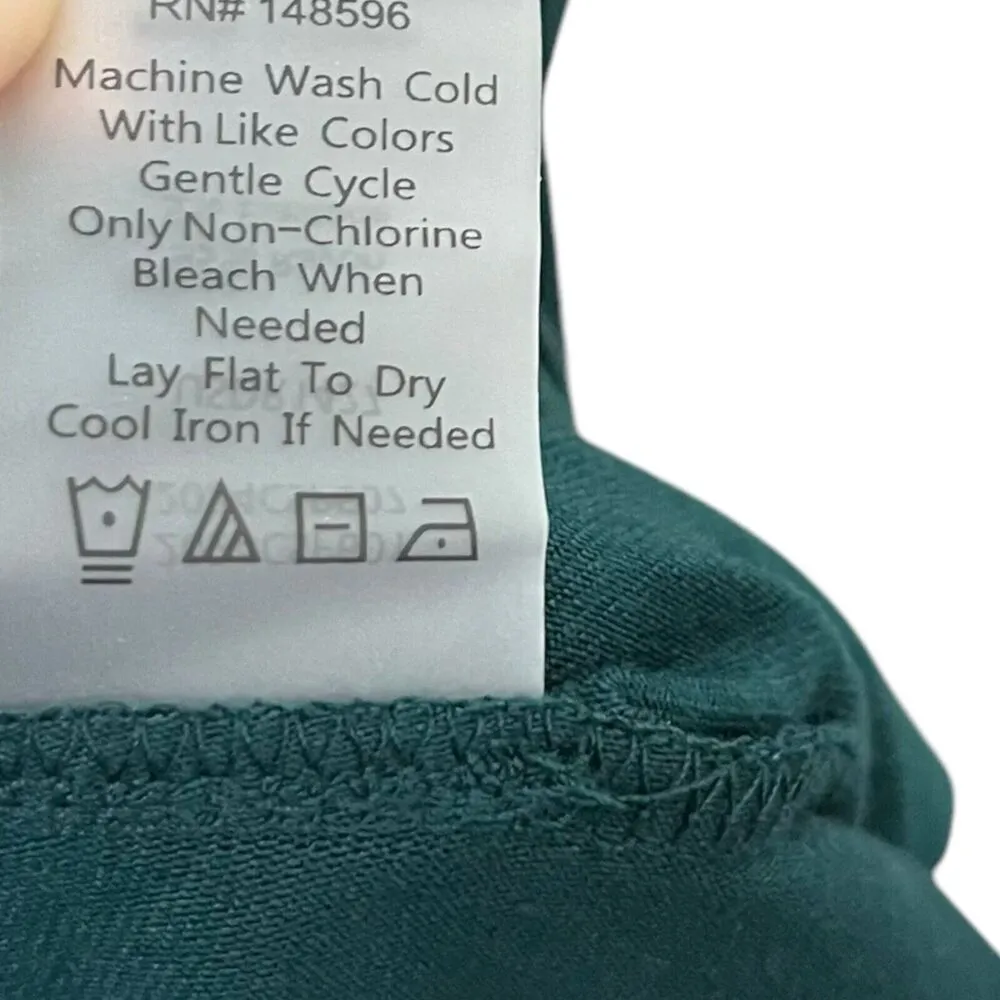 RN# 148596
Machine Wash Cold
With Like Colors
Gentle Cycle
Only Non-Chlorine
Bleach When
Needed
Lay Flat To Dry
Cool Iron If Needed